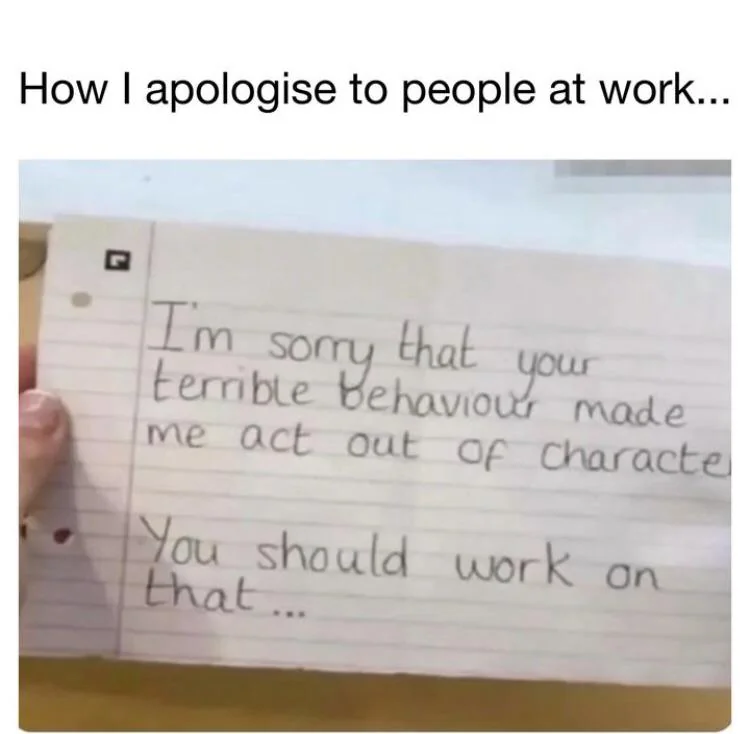 How I apologise to people at work...
I'm sorry that your
terrible behaviour made
me act out of characte
You should work on
that...